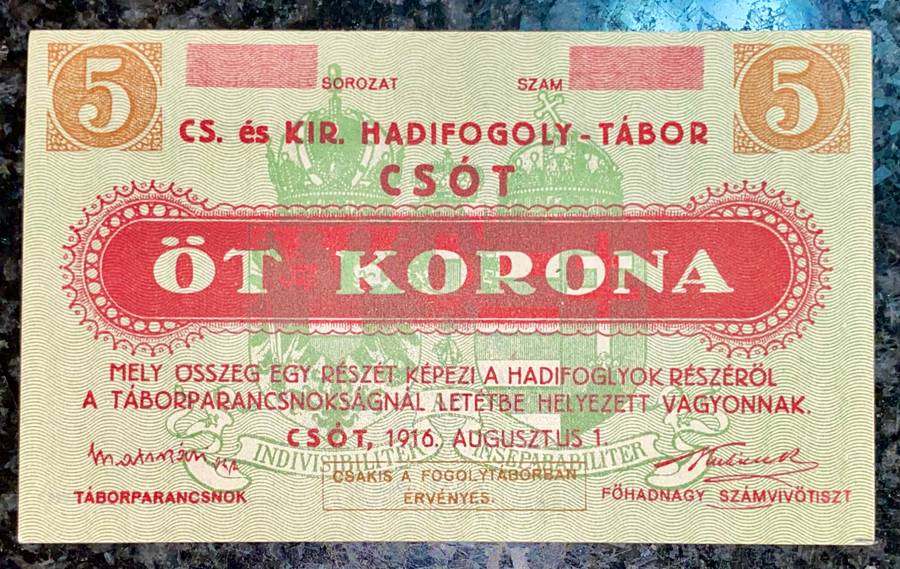 5 SOROZAT SZAM 5
CS. és KIR. HADIFOGOLY-TÁBOR
CSÓT
ÖT KORONA
MELY ÖSSZEG EGY RÉSZÉT KÉPEZI A HADIFOGLYOK RÉSZÉRŐL
A TÁBORPARANCSNOKSÁGNÁL LETÉTBE HELYEZETT VAGYONNAK.
CSÓT, 1916. AUGUSZTUS 1.
INDIVISIBILITER INSEPARABILITER
CSAKIS A FOGOLYTÁBORBAN
ÉRVÉNYES.
TÁBORPARANCSNOK
FŐHADNAGY SZÁMVIVŐTISZT